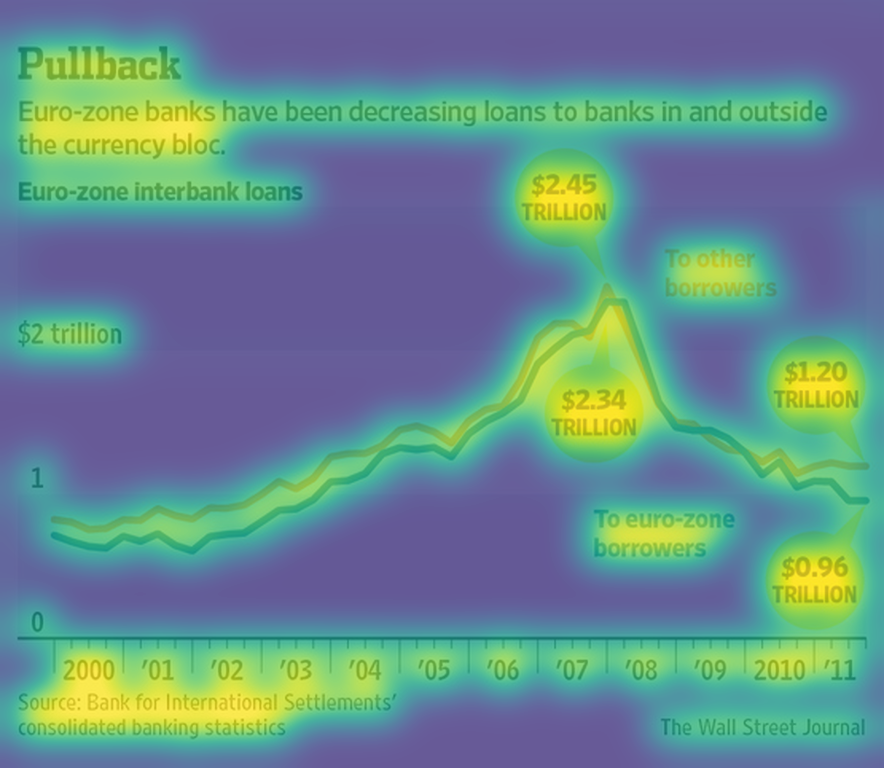 Pullback
Euro-zone banks have been decreasing loans to banks in and outside
the currency bloc.
Euro-zone interbank loans
$2.45
TRILLION
To other
borrowers
$2 trillion
$1.20
TRILLION
$2.34
TRILLION
1
To euro-zone
borrowers
$0.96
TRILLION
0
2000 '01 '02 '03 '04 '05 '06 '07 '08 '09 2010 '11
Source: Bank for International Settlements'
consolidated banking statistics
The Wall Street Journal